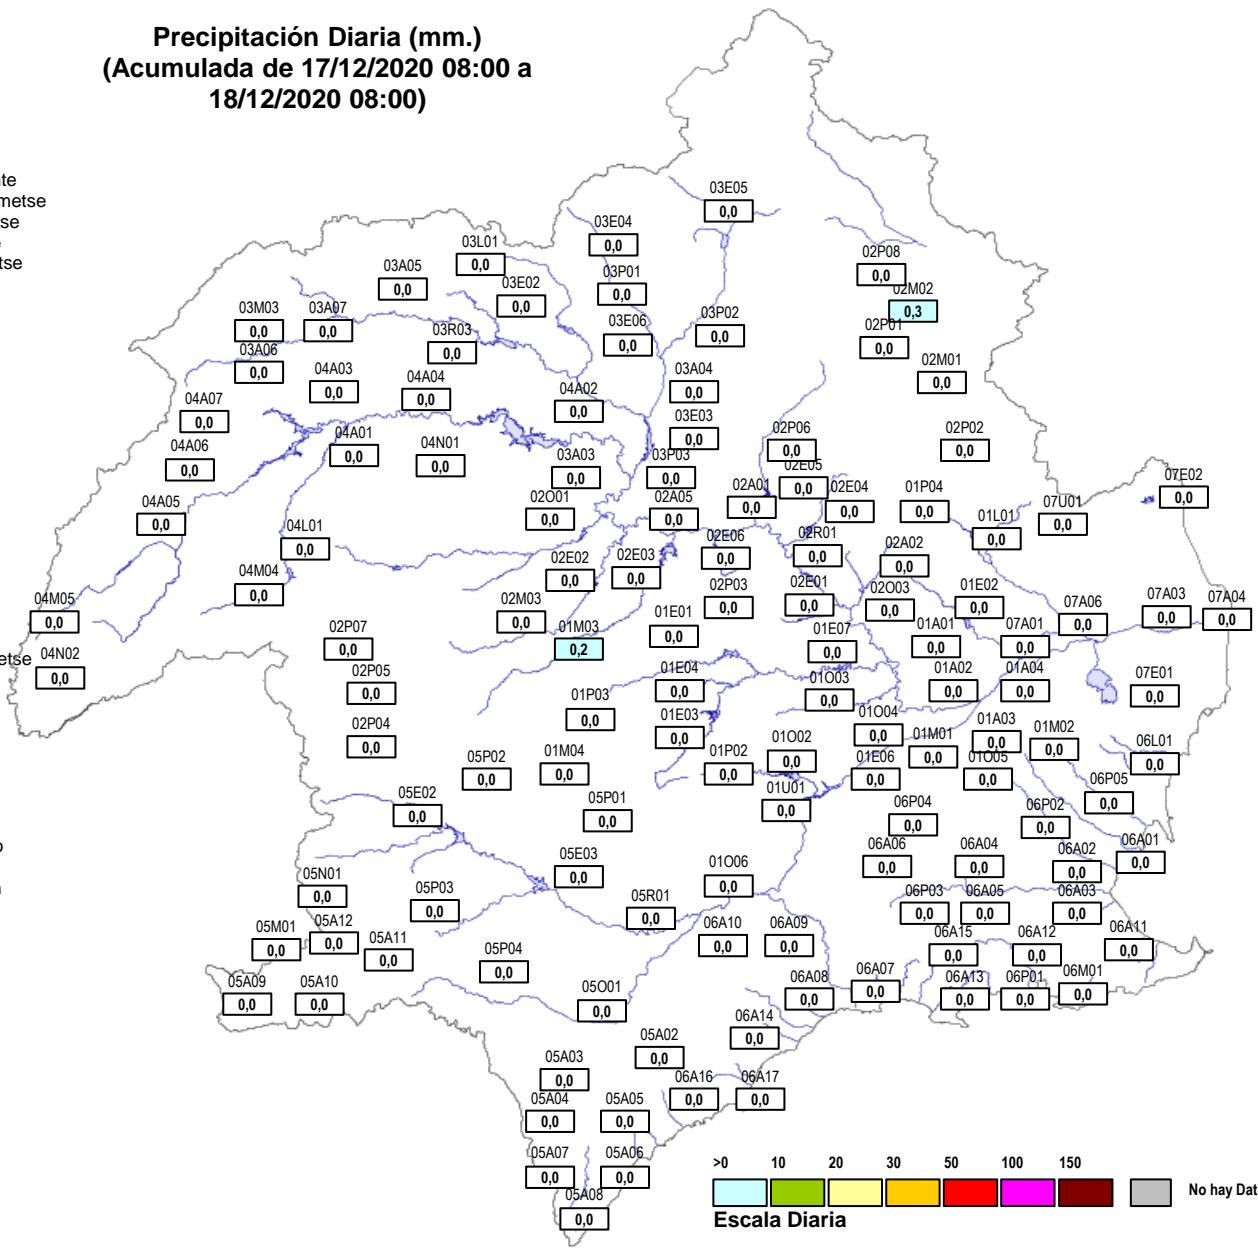 Precipitación Diaria (mm.)
(Acumulada de 17/12/2020 08:00 a
18/12/2020 08:00)
te
metse
se
e
tse
03E05
0,0
03E04
0,0
03L01
0,0
02P08
0,0
03A05
0,0
03P01
0,0
03E02
0,0
02M02
0,3
03M03
0,0
03A07
0,0
03P02
0,0
03E06
0,0
03R03
0,0
02P01
0,0
03A06
0,0
02M01
0,0
04A03
0,0
04A04
0,0
03A04
0,0
04A02
0,0
04A07
0,0
03E03
0,0
02P06
0,0
02P02
0,0
04A01
0,0
04A06
0,0
04N01
0,0
03A03
0,0
03P03
0,0
02E05
0,0
07E02
0,0
02A01
0,0
02E04
0,0
01P04
0,0
02O01
0,0
02A05
0,0
04A05
0,0
07U01
0,0
01L01
0,0
04L01
0,0
02E06
0,0
02R01
0,0
02A02
0,0
02E02
0,0
02E03
0,0
04M04
0,0
02P03
0,0
02E01
0,0
02O03
0,0
01E02
0,0
04M05
0,0
02M03
0,0
07A06
0,0
07A03
0,0
07A04
0,0
01E01
0,0
01M03
0,2
02P07
0,0
01E07
0,0
01A01
0,0
07A01
0,0
etse
04N02
0,0
02P05
0,0
01E04
0,0
01O03
0,0
01A02
0,0
01A04
0,0
07E01
0,0
01P03
0,0
01E03
0,0
02P04
0,0
01O04
0,0
01A03
0,0
01M02
0,0
01M01
0,0
01O02
0,0
06L01
0,0
05P02
0,0
01M04
0,0
01P02
0,0
01E06
0,0
01O05
0,0
01U01
0,0
06P05
0,0
05E02
0,0
05P01
0,0
06P04
0,0
06P02
0,0
o
05E03
0,0
01O06
0,0
06A06
0,0
06A04
0,0
06A02
0,0
06A01
0,0
05N01
0,0
05P03
0,0
05R01
0,0
06P03
0,0
06A05
0,0
06A03
0,0
05M01
0,0
05A12
0,0
05A11
0,0
06A10
0,0
06A09
0,0
06A15
0,0
06A12
0,0
06A11
0,0
05P04
0,0
05A09
0,0
05A10
0,0
05O01
0,0
06A08
0,0
06A07
0,0
06A13
0,0
06P01
0,0
06M01
0,0
06A14
0,0
05A02
0,0
05A03
0,0
06A16
0,0
06A17
0,0
05A04
0,0
05A05
0,0
05A07
0,0
05A06
0,0
05A08
0,0
>0 10 20 30 50 100 150
No hay Dat
Escala Diaria